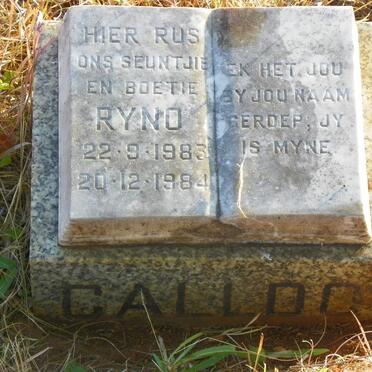 HIER RUS
ONS SEUNTJIE
EN BOETIE
RYNO
22·9·1983
20·12·1984
EK HET JOU
BY JOU NAAM
GEROEP; JY
IS MYNE